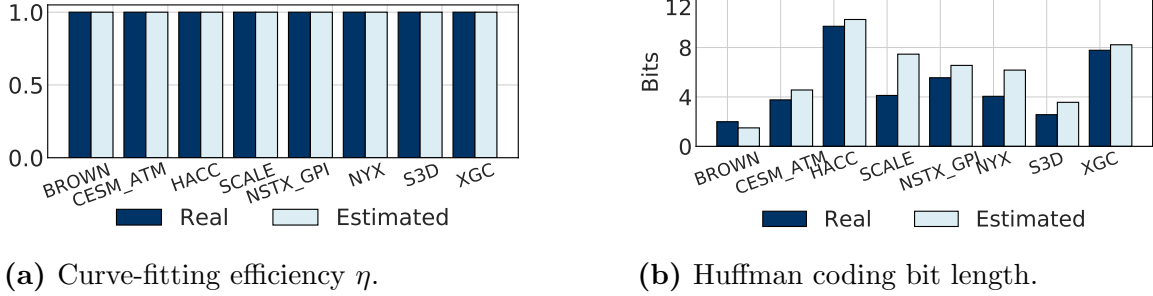 1.0
0.5
0.0
BROWN
CESM_ATM
HACC
SCALE
NSTX_GPI
NYX
S3D
XGC
Real
Estimated
(a) Curve-fitting efficiency η.
Bits
12
8
4
0
BROWN
CESM_ATM
HACC
SCALE
NSTX_GPI
NYX
S3D
XGC
Real
Estimated
(b) Huffman coding bit length.